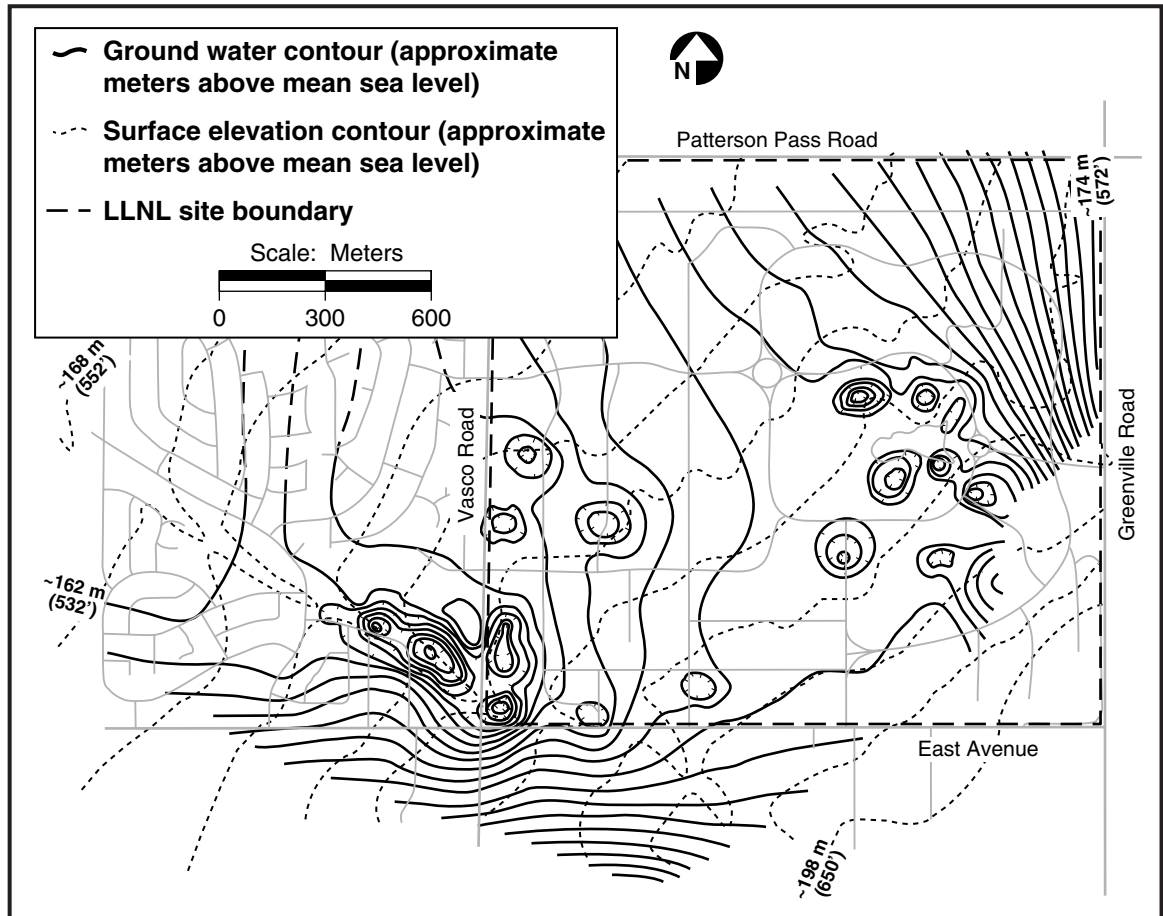 Ground water contour (approximate
meters above mean sea level)
Surface elevation contour (approximate
meters above mean sea level)
LLNL site boundary
Scale: Meters
0 300 600
N
Patterson Pass Road
~174 m
(572')
~168 m
(552')
Vasco Road
Greenville Road
~162 m
(532')
East Avenue
~198 m
(650')